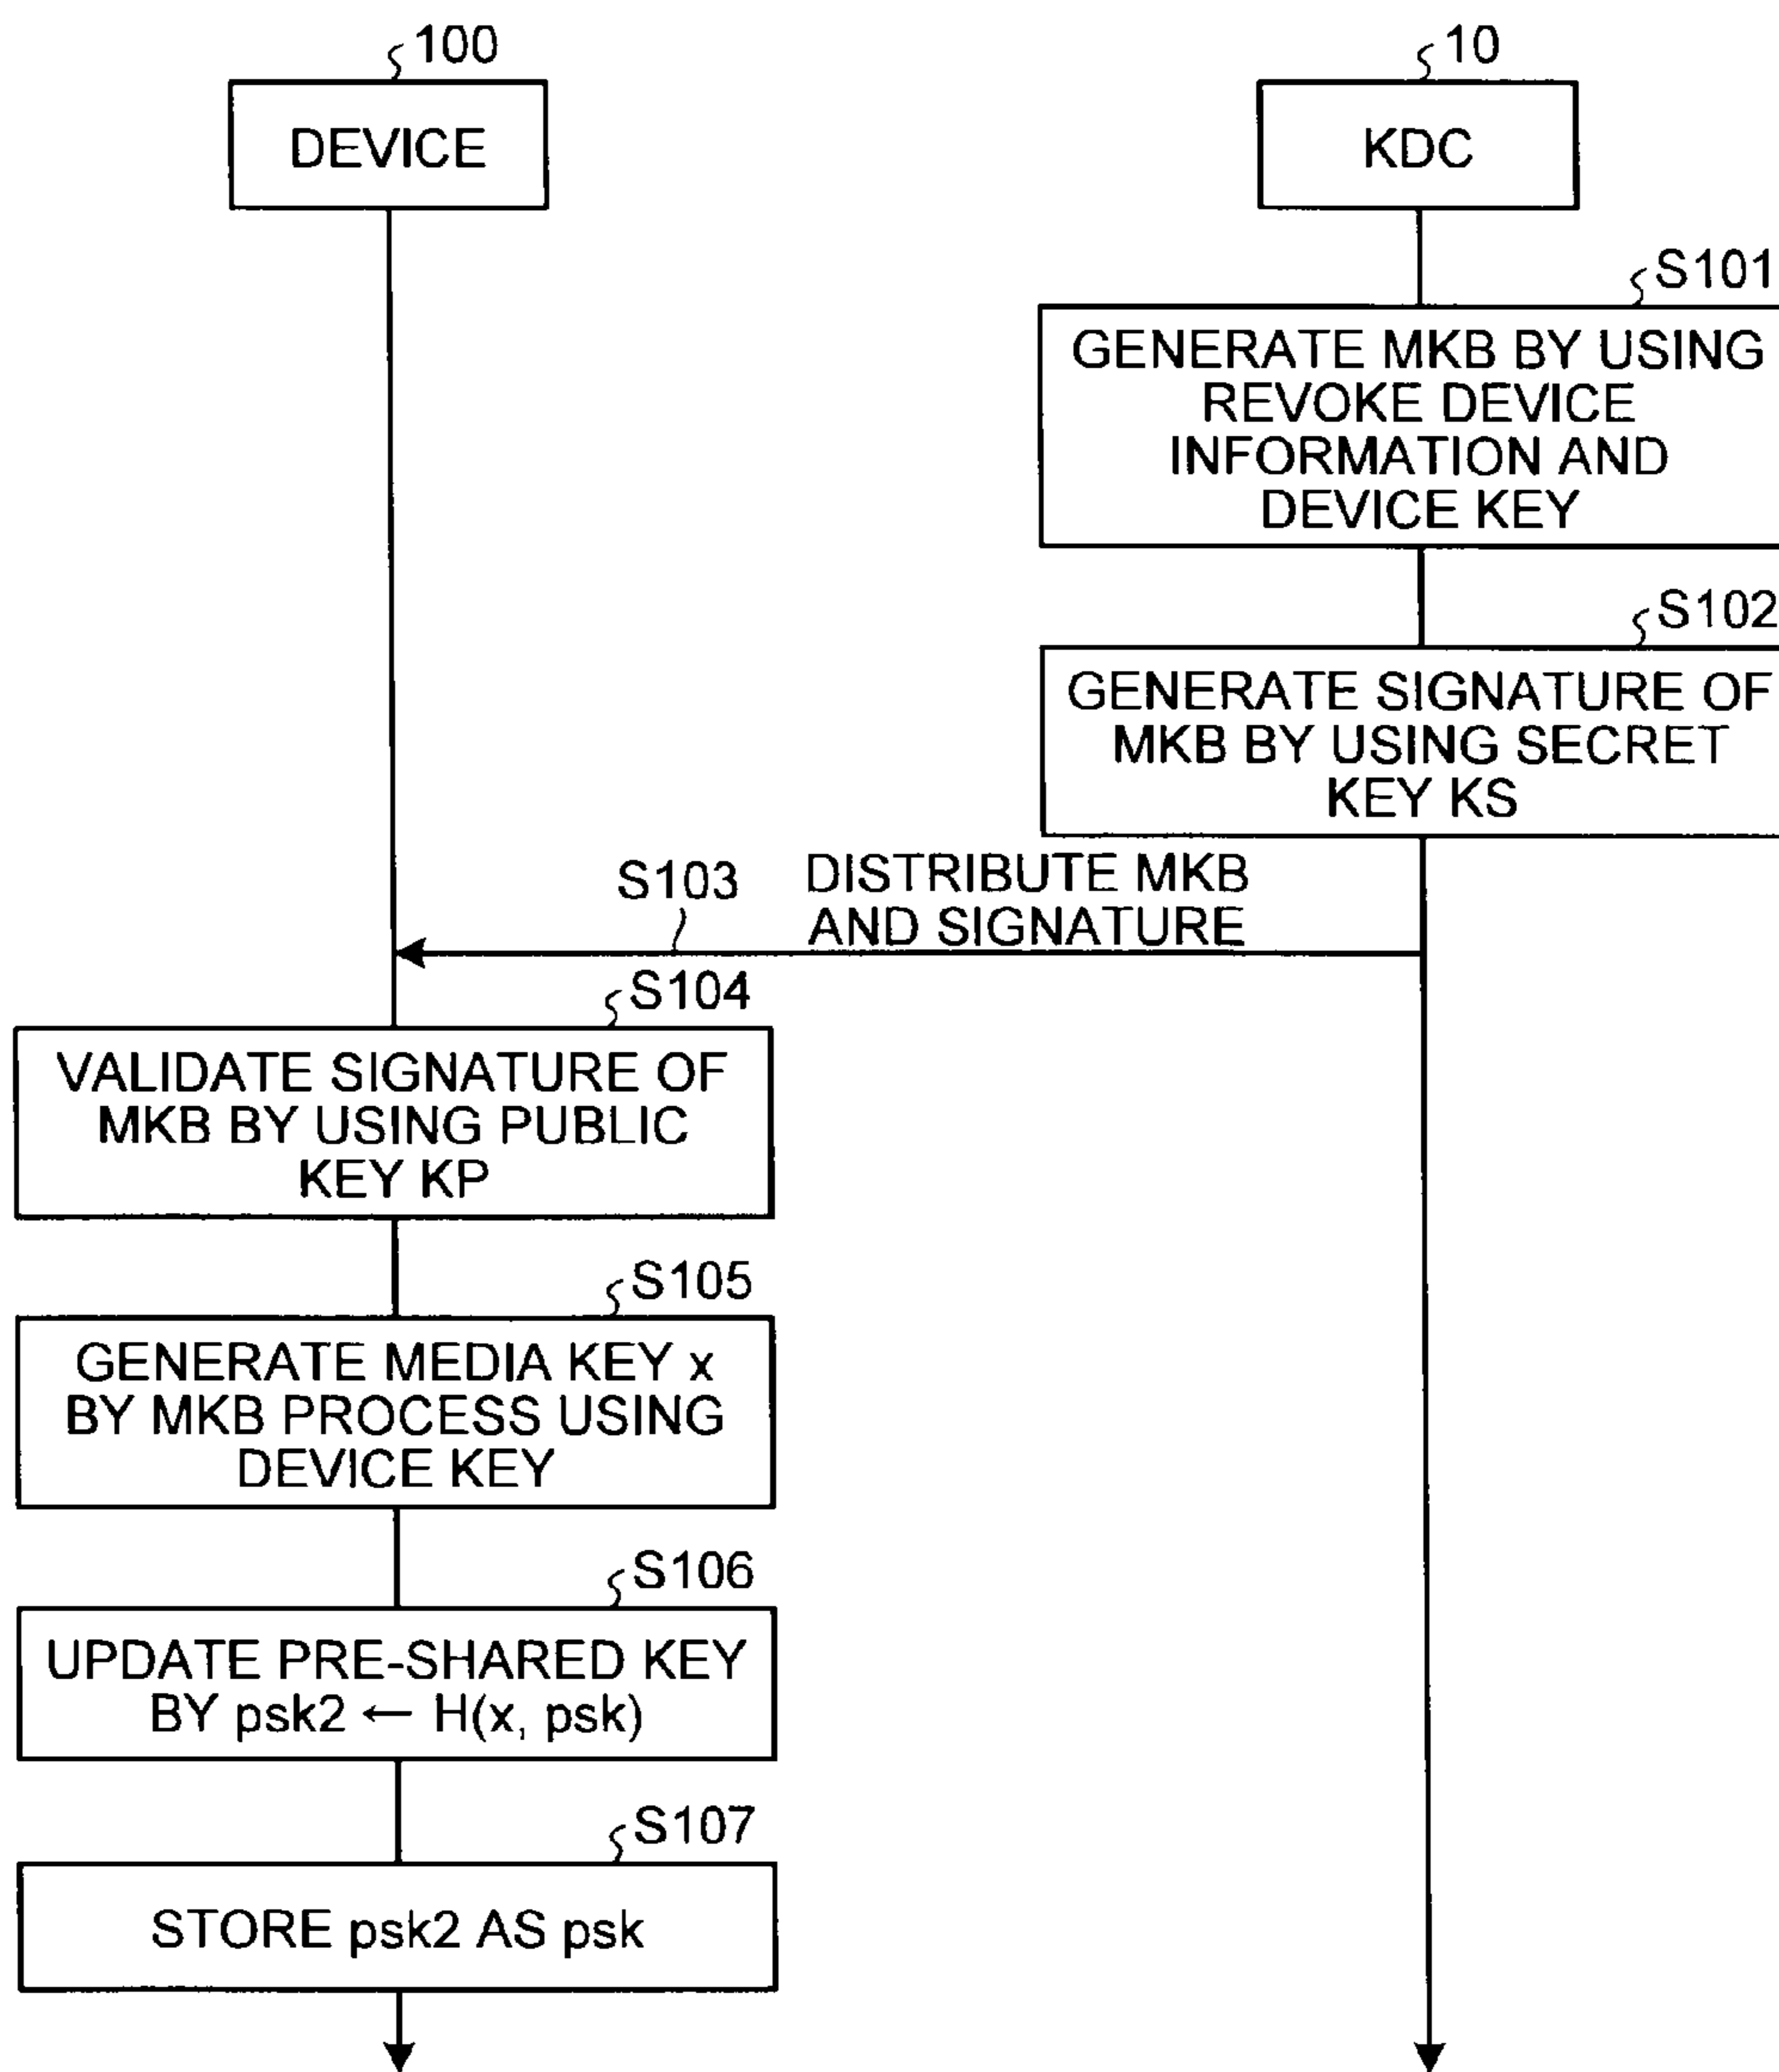 100
DEVICE
10
KDC
S101
GENERATE MKB BY USING
REVOKE DEVICE
INFORMATION AND
DEVICE KEY
S102
GENERATE SIGNATURE OF
MKB BY USING SECRET
KEY KS
S103
DISTRIBUTE MKB
AND SIGNATURE
S104
VALIDATE SIGNATURE OF
MKB BY USING PUBLIC
KEY KP
S105
GENERATE MEDIA KEY x
BY MKB PROCESS USING
DEVICE KEY
S106
UPDATE PRE-SHARED KEY
BY psk2 ← H(x, psk)
S107
STORE psk2 AS psk